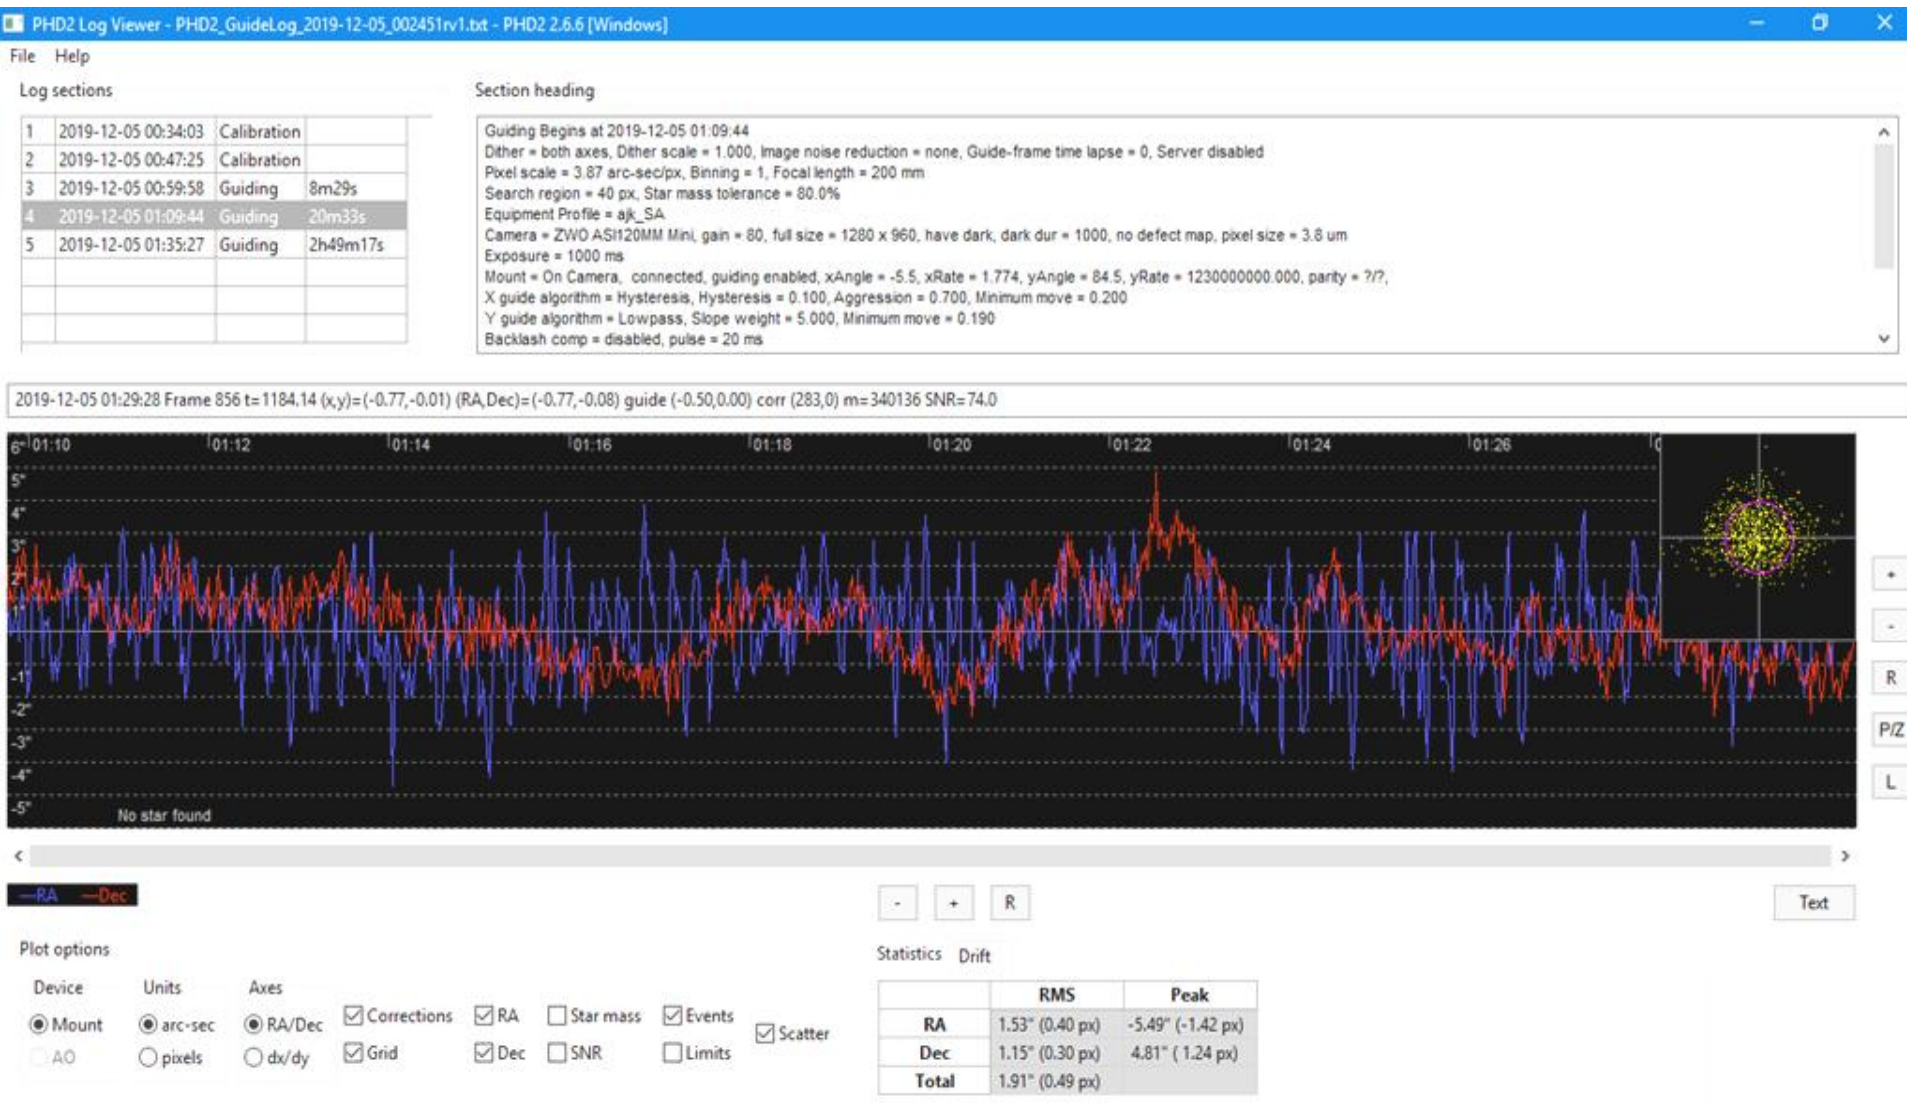 PHD2 Log Viewer - PHD2_GuideLog_2019-12-05_002451rv1.txt - PHD2 2.6.6 [Windows]
File Help
Log sections
1 2019-12-05 00:34:03 Calibration
2 2019-12-05 00:47:25 Calibration
3 2019-12-05 00:59:58 Guiding 8m29s
4 2019-12-05 01:09:44 Guiding 20m33s
5 2019-12-05 01:35:27 Guiding 2h49m17s
Section heading
Guiding Begins at 2019-12-05 01:09:44
Dither = both axes, Dither scale = 1.000, Image noise reduction = none, Guide-frame time lapse = 0, Server disabled
Pixel scale = 3.87 arc-sec/px, Binning = 1, Focal length = 200 mm
Search region = 40 px, Star mass tolerance = 80.0%
Equipment Profile = ajk_SA
Camera = ZWO ASI120MM Mini, gain = 80, full size = 1280 x 960, have dark, dark dur = 1000, no defect map, pixel size = 3.8 um
Exposure = 1000 ms
Mount = On Camera, connected, guiding enabled, xAngle = -5.5, xRate = 1.774, yAngle = 84.5, yRate = 1230000000.000, parity = ?/?,
X guide algorithm = Hysteresis, Hysteresis = 0.100, Aggression = 0.700, Minimum move = 0.200
Y guide algorithm = Lowpass, Slope weight = 5.000, Minimum move = 0.190
Backlash comp = disabled, pulse = 20 ms
2019-12-05 01:29:28 Frame 856 t=1184.14 (x,y)=(-0.77,-0.01) (RA,Dec)=(-0.77,-0.08) guide (-0.50,0.00) corr (283,0) m=340136 SNR=74.0
6" 01:10 01:12 01:14 01:16 01:18 01:20 01:22 01:24 01:26
5"
4"
3"
2"
1"
-1"
-2"
-3"
-4"
-5"
No star found
+
-
R
P/Z
L
—RA —Dec
- + R
Text
Plot options
Device Units Axes
Mount arc-sec RA/Dec Corrections RA Star mass Events Scatter
AO pixels dx/dy Grid Dec SNR Limits
Statistics Drift
RMS Peak
RA 1.53" (0.40 px) -5.49" (-1.42 px)
Dec 1.15" (0.30 px) 4.81" ( 1.24 px)
Total 1.91" (0.49 px)